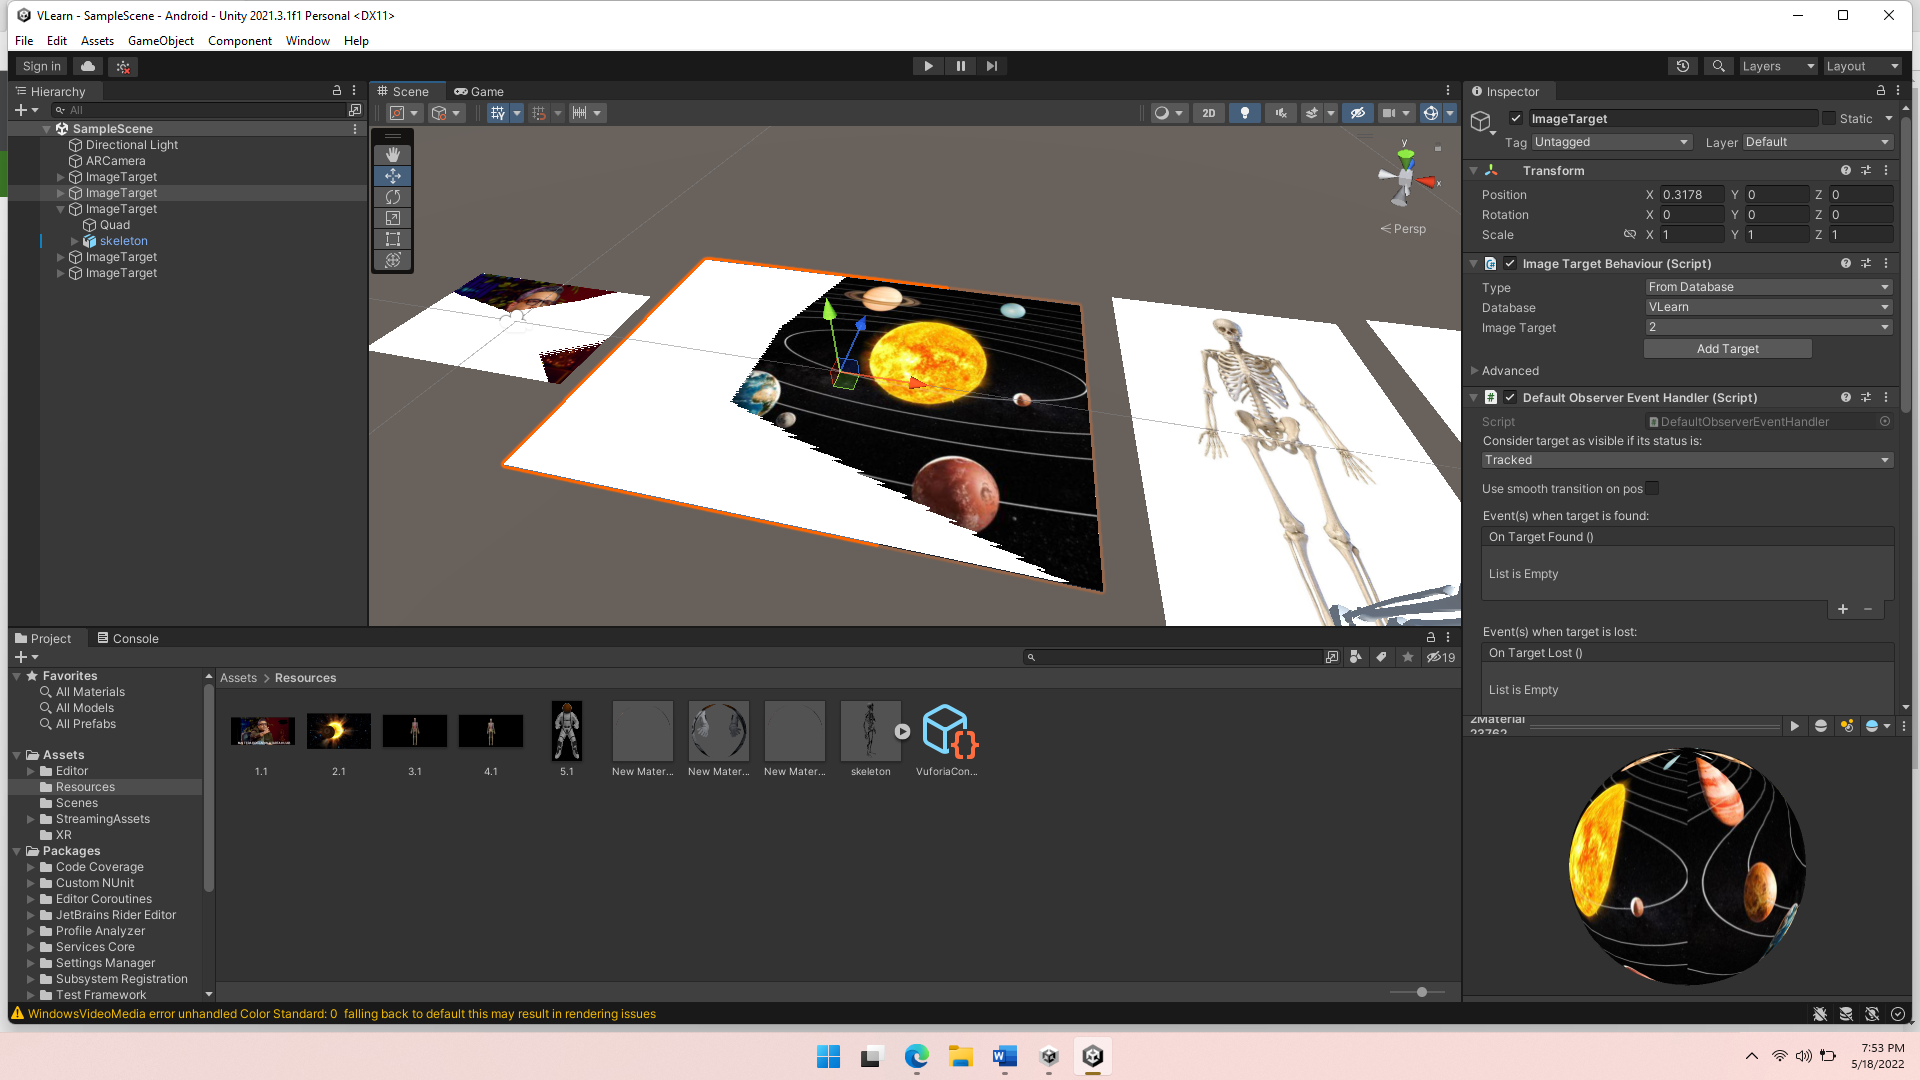 VLearn - SampleScene - Android - Unity 2021.3.1f1 Personal <DX11>
File Edit Assets GameObject Component Window Help
Sign in
Layers
Layout
Hierarchy
All
SampleScene
Directional Light
ARCamera
ImageTarget
ImageTarget
ImageTarget
Quad
skeleton
ImageTarget
ImageTarget
Scene
Game
2D
y
x
Persp
Inspector
ImageTarget
Static
Tag Untagged Layer Default
Transform
Position X 0.3178 Y 0 Z 0
Rotation X 0 Y 0 Z 0
Scale X 1 Y 1 Z 1
Image Target Behaviour (Script)
Type From Database
Database VLearn
Image Target 2
Add Target
Advanced
Default Observer Event Handler (Script)
Script DefaultObserverEventHandler
Consider target as visible if its status is:
Tracked
Use smooth transition on pos
Event(s) when target is found:
On Target Found ()
List is Empty
Event(s) when target is lost:
On Target Lost ()
List is Empty
2Material
23762
Project
Console
19
Favorites
All Materials
All Models
All Prefabs
Assets
Editor
Resources
Scenes
StreamingAssets
XR
Packages
Code Coverage
Custom NUnit
Editor Coroutines
JetBrains Rider Editor
Profile Analyzer
Services Core
Settings Manager
Subsystem Registration
Test Framework
Assets > Resources
1.1
2.1
3.1
4.1
5.1
New Mater...
New Mater...
New Mater...
skeleton
VuforiaCon...
WindowsVideoMedia error unhandled Color Standard: 0 falling back to default this may result in rendering issues
7:53 PM
5/18/2022